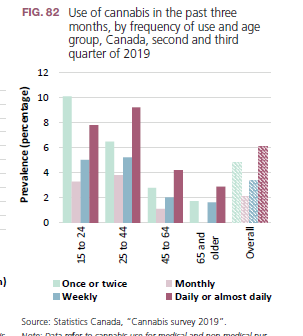 FIG. 82 Use of cannabis in the past three
months, by frequency of use and age
group, Canada, second and third
quarter of 2019
Prevalence (percentage)
12
10
8
6
4
2
0
15 to 24
25 to 44
45 to 64
65 and
older
Overall
Once or twice
Monthly
Weekly
Daily or almost daily
Source: Statistics Canada, "Cannabis survey 2019".